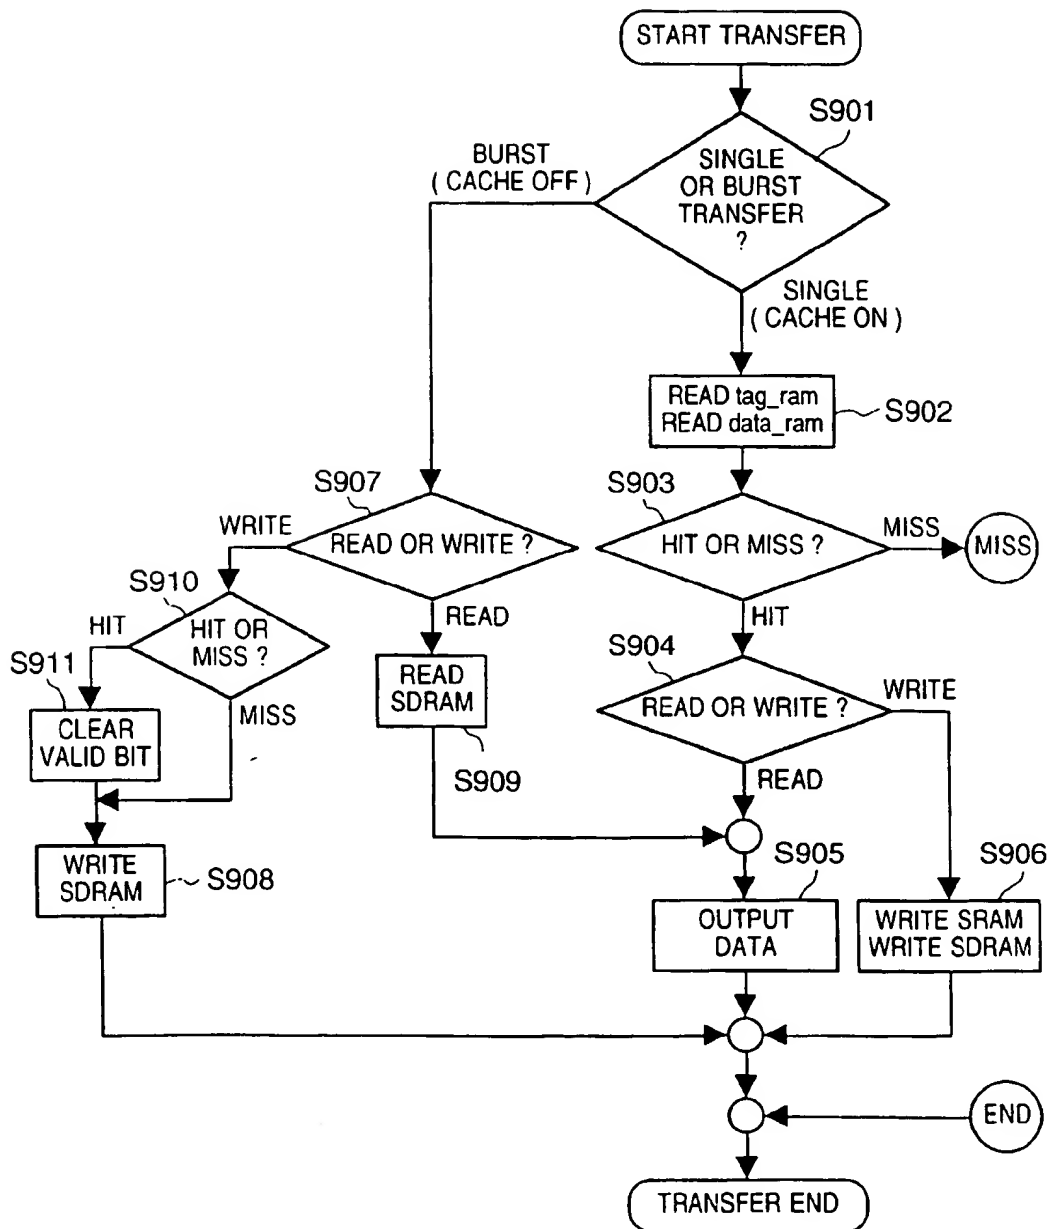 START TRANSFER
S901
BURST
( CACHE OFF )
SINGLE
OR BURST
TRANSFER
?
SINGLE
( CACHE ON )
READ tag_ram
READ data_ram
S902
S907
S903
WRITE
READ OR WRITE ?
HIT OR MISS ?
MISS
MISS
S910
READ
HIT
HIT
HIT OR
MISS ?
S904
S911
READ
SDRAM
WRITE
READ OR WRITE ?
CLEAR
VALID BIT
MISS
S909
READ
S905
S906
WRITE
SDRAM
S908
OUTPUT
DATA
WRITE SRAM
WRITE SDRAM
END
TRANSFER END